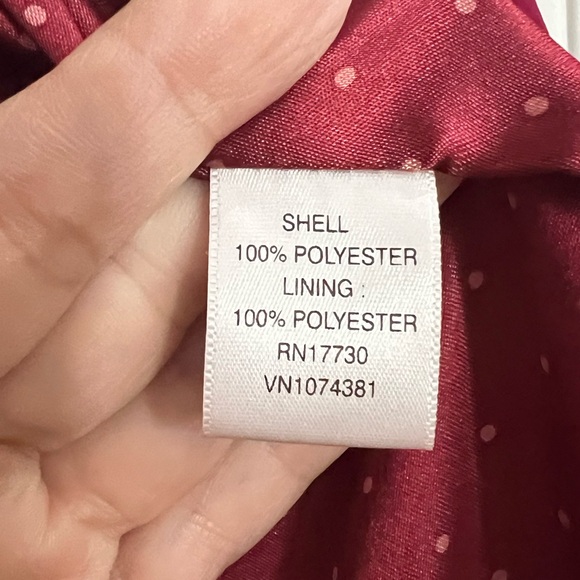 SHELL
100% POLYESTER
LINING :
100% POLYESTER
RN17730
VN1074381